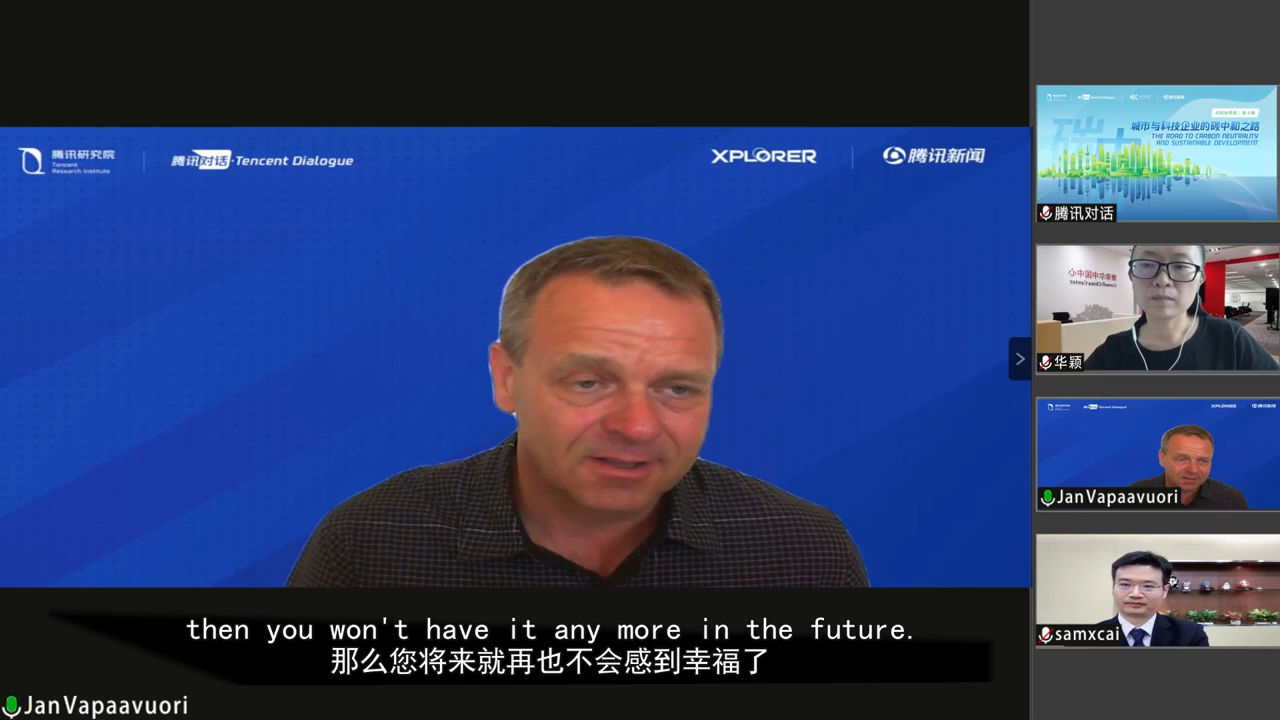 腾讯研究院
Tencent
Research Institute
腾讯对话·Tencent Dialogue
XPLORER
腾讯新闻
then you won't have it any more in the future.
那么您将来就再也不会感到幸福了
JanVapaavuori
城市与科技企业的碳中和之路
THE ROAD TO CARBON NEUTRALITY
AND SUSTAINABLE DEVELOPMENT
腾讯对话
华颖
XPLORER
JanVapaavuori
samxcai